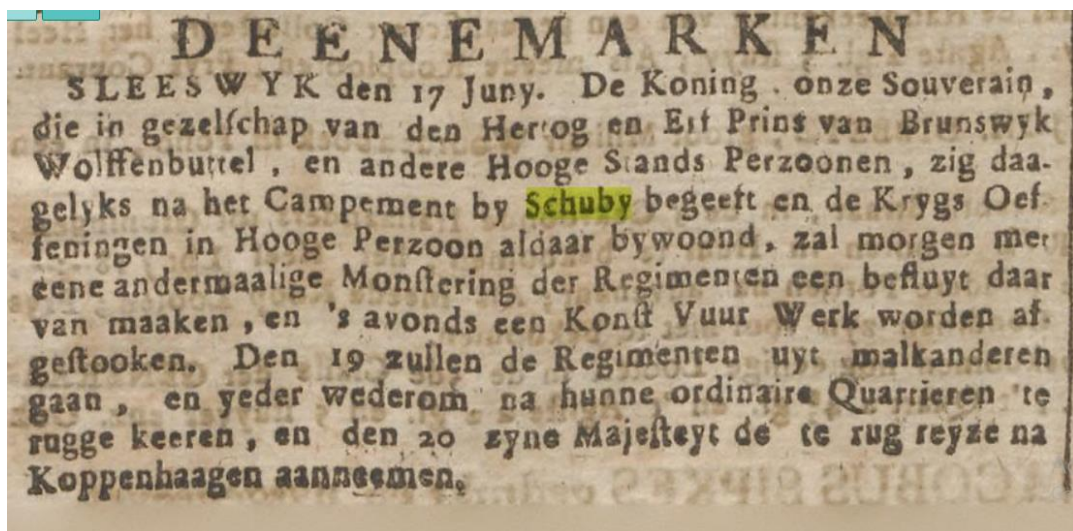 DEENEMARKEN
SLEESWYK den 17 Juny. De Koning. onze Souverain,
die in gezelſchap van den Hertog en Erf Prins van Brunswyk
Wolffenbuttel, en andere Hooge Stands Perzoonen, zig daa-
gelyks na het Campement by Schuby begeeft en de Krygs Oef
feningen in Hooge Perzoon aldaar bywoond, zal morgen met
eene andermaalige Monſtering der Regimenten een beſluyt daar
van maaken, en 's avonds een Konſt Vuur Werk worden af-
geſtooken. Den 19 zullen de Regimenten uyt malkanderen
gaan, en yeder wederom na hunne ordinaire Quartieren te
rugge keeren, en den 20 zyne Majeſteyt de te rug reyze na
Koppenhaagen aanneemen.